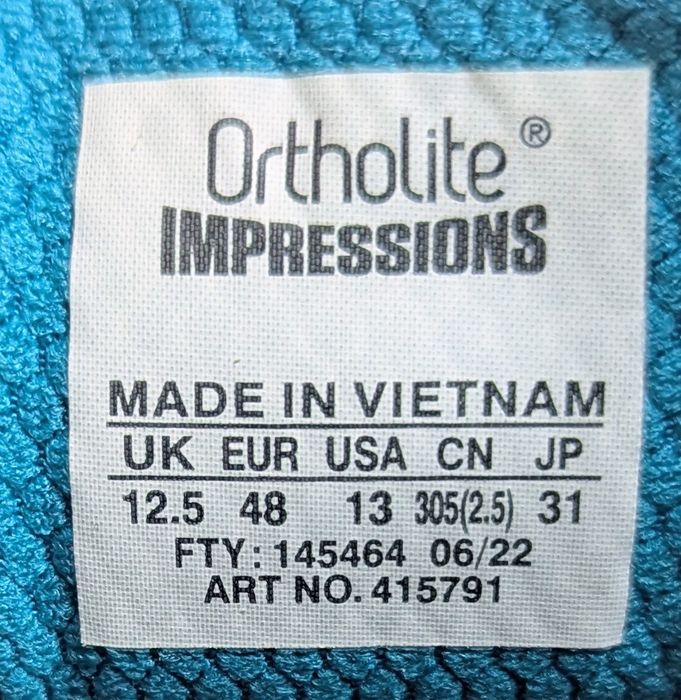 Ortholite®
IMPRESSIONS
MADE IN VIETNAM
UK EUR USA CN JP
12.5 48 13 305(2.5) 31
FTY: 145464 06/22
ART NO. 415791